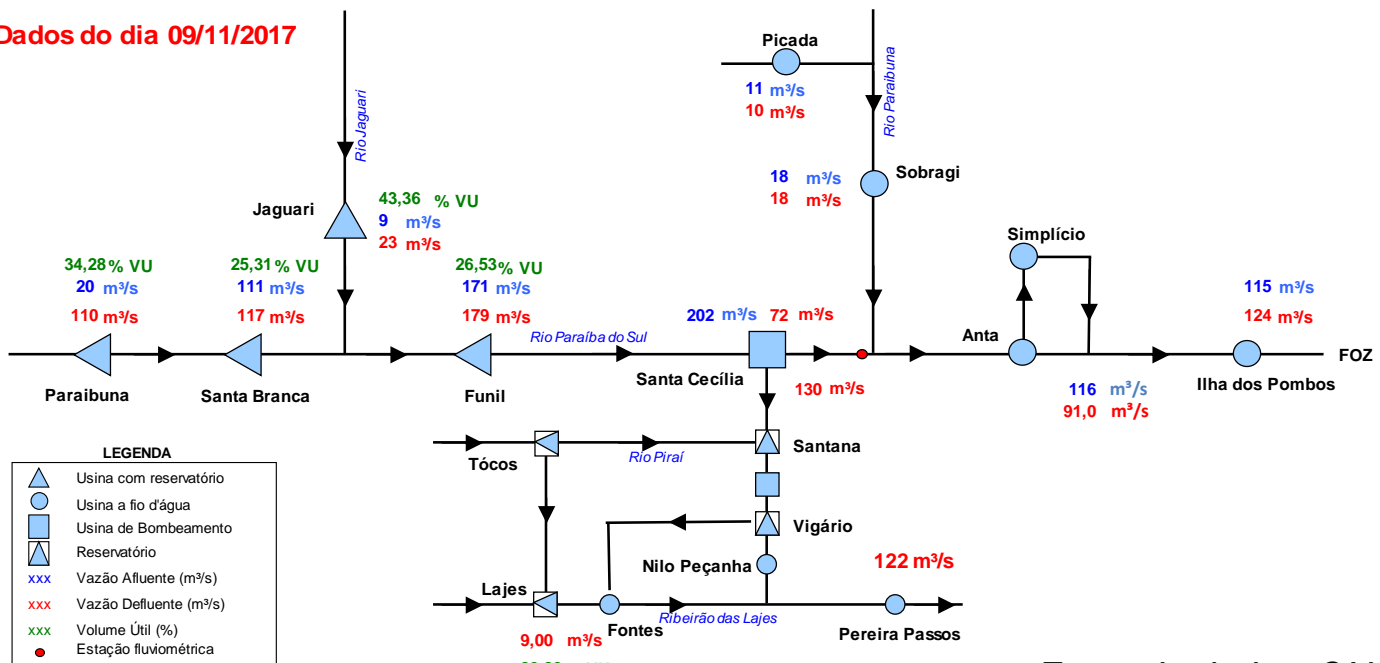 Dados do dia 09/11/2017
Picada
11 m³/s
10 m³/s
Rio Paraibuna
Rio Jaguari
18 m³/s
18 m³/s
Sobragi
Jaguari
43,36 % VU
9 m³/s
23 m³/s
Simplício
34,28 % VU
20 m³/s
110 m³/s
25,31 % VU
111 m³/s
117 m³/s
26,53 % VU
171 m³/s
179 m³/s
Rio Paraíba do Sul
202 m³/s 72 m³/s
115 m³/s
124 m³/s
Anta
FOZ
Paraibuna
Santa Branca
Funil
Santa Cecília
130 m³/s
116 m³/s
91,0 m³/s
Ilha dos Pombos
Tócos
Rio Piraí
Santana
Vigário
Nilo Peçanha
122 m³/s
Lajes
Fontes
Ribeirão das Lajes
Pereira Passos
9,00 m³/s
LEGENDA
Usina com reservatório
Usina a fio d'água
Usina de Bombeamento
Reservatório
xxx Vazão Afluente (m³/s)
xxx Vazão Defluente (m³/s)
xxx Volume Útil (%)
Estação fluviométrica